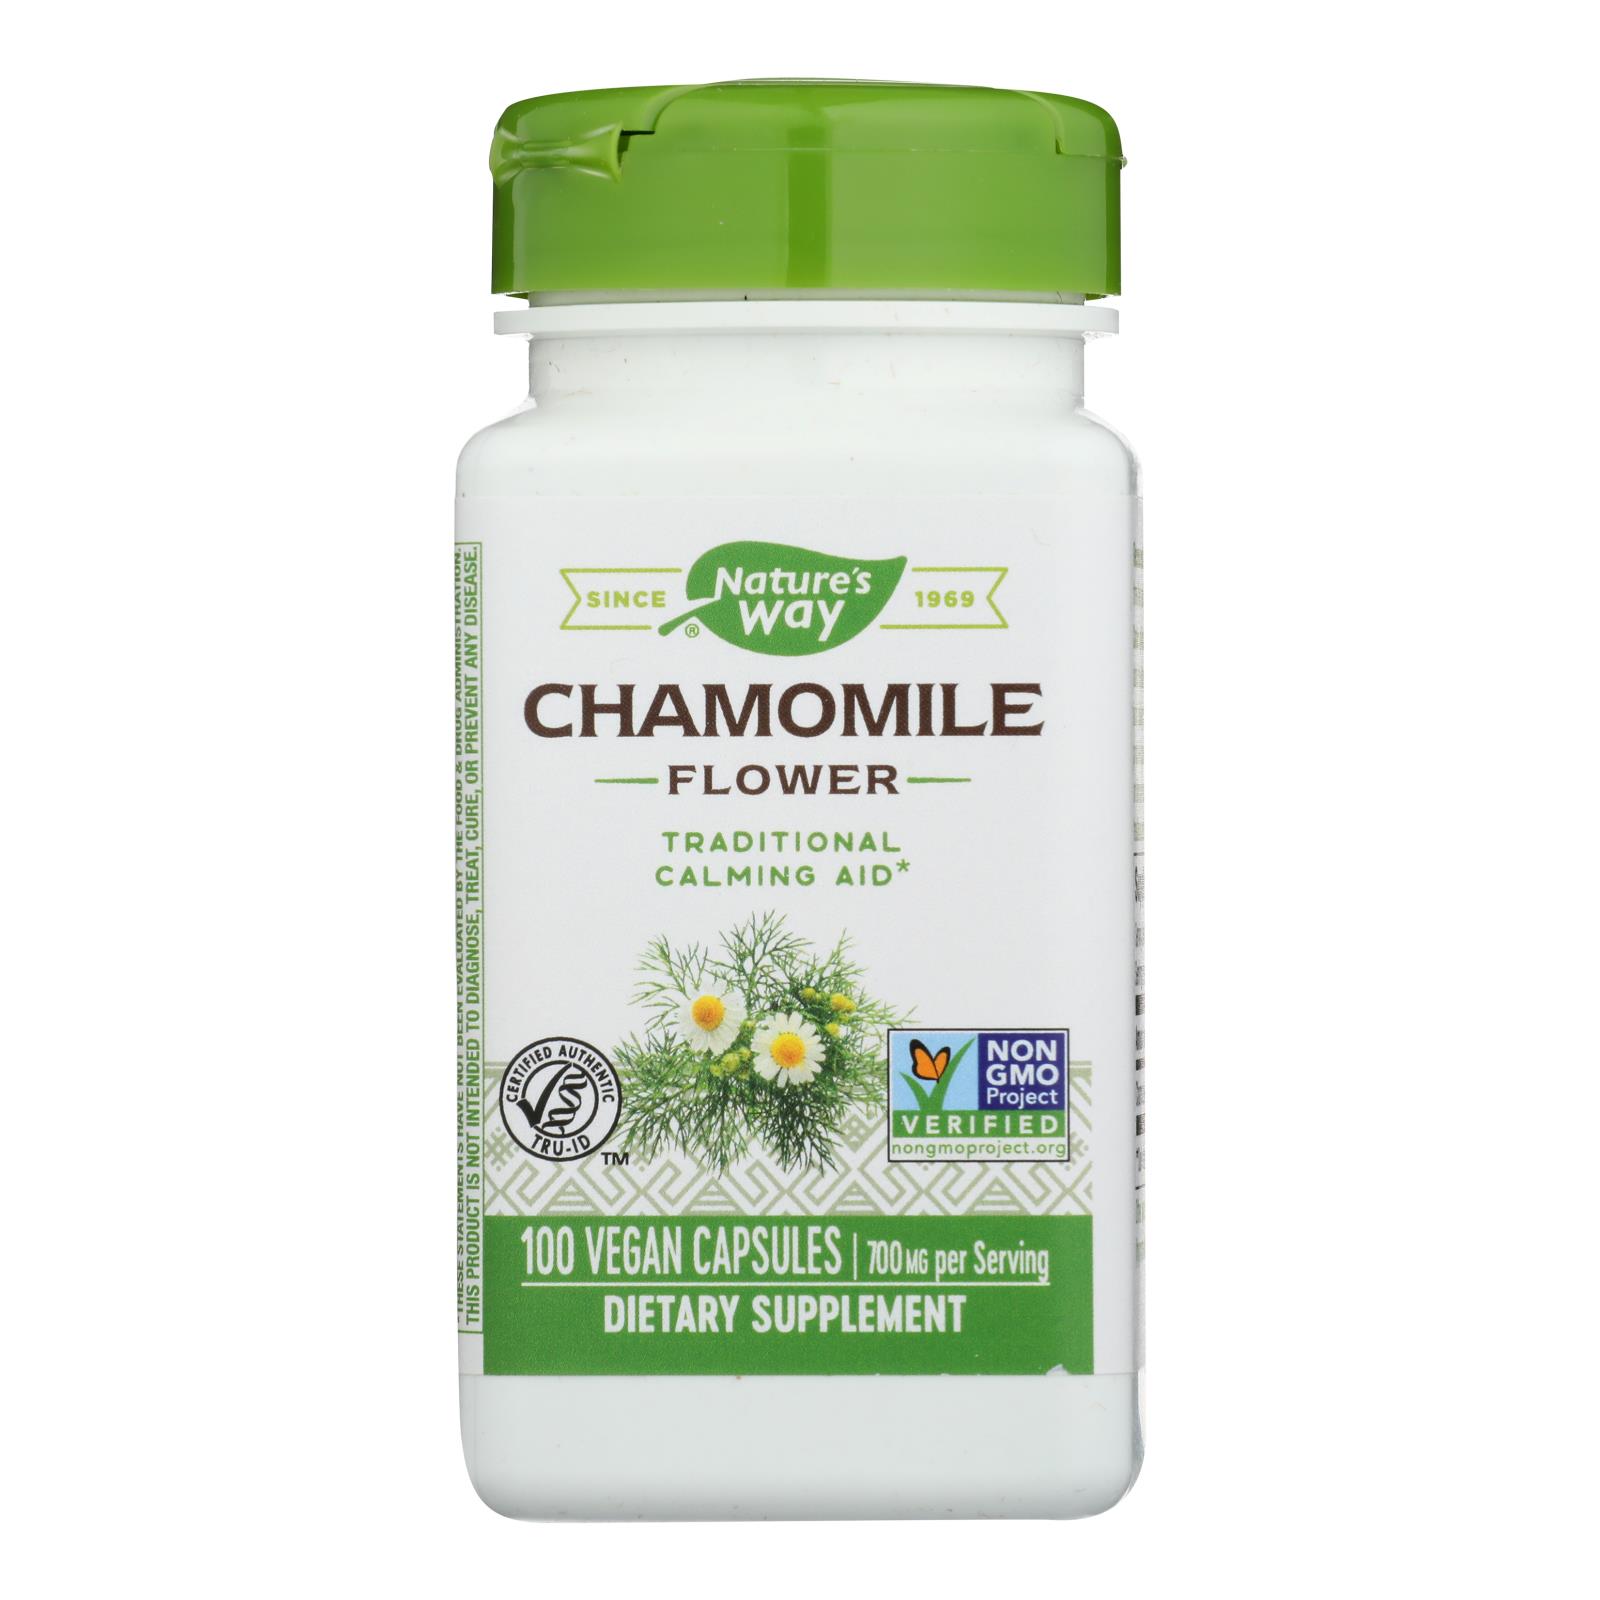 SINCE
Nature's
Way
®
1969
CHAMOMILE
FLOWER
TRADITIONAL
CALMING AID*
CERTIFIED AUTHENTIC
TRU-ID
TM
NON
GMO
Project
VERIFIED
nongmoproject.org
100 VEGAN CAPSULES | 700 MG per Serving
DIETARY SUPPLEMENT
THESE STATEMENTS HAVE NOT BEEN EVALUATED BY THE FOOD & DRUG ADMINISTRATION.
THIS PRODUCT IS NOT INTENDED TO DIAGNOSE, TREAT, CURE, OR PREVENT ANY DISEASE.